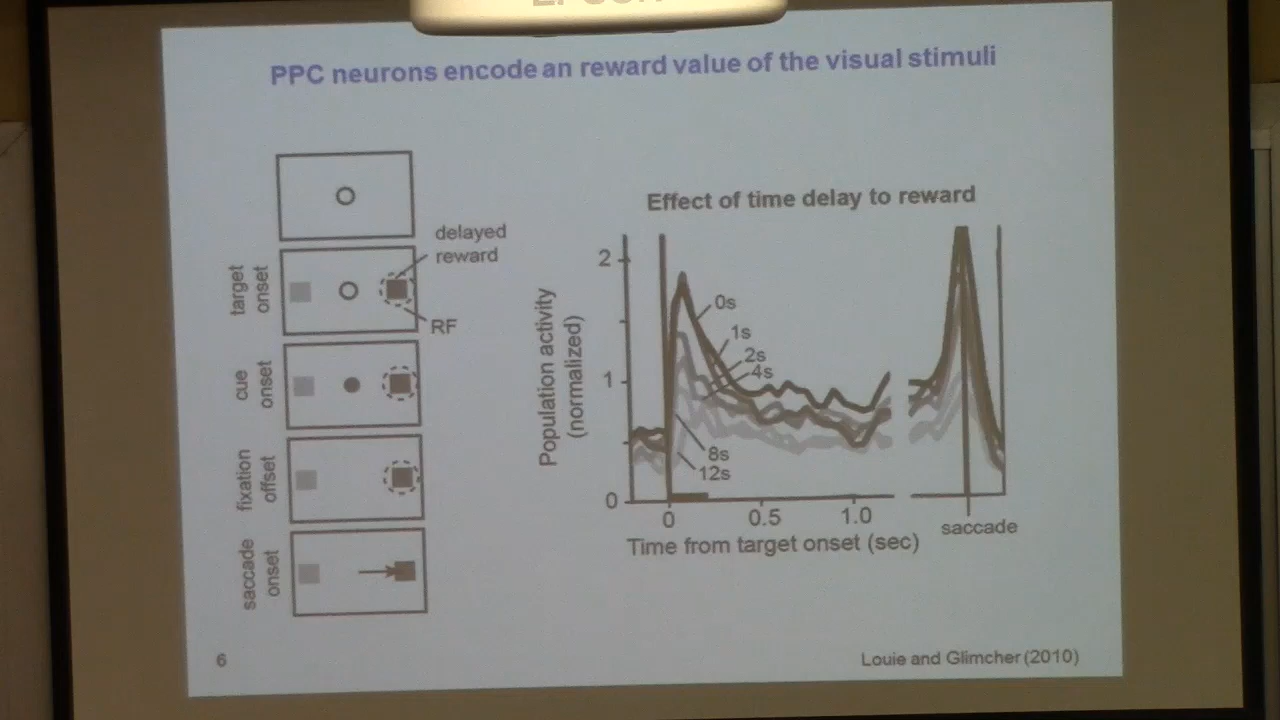 PPC neurons encode an reward value of the visual stimuli
delayed
reward
RF
target
onset
cue
onset
fixation
offset
saccade
onset
Effect of time delay to reward
Population activity
(normalized)
2
1
0
0s
1s
2s
4s
8s
12s
0
0.5
1.0
saccade
Time from target onset (sec)
6
Louie and Glimcher (2010)